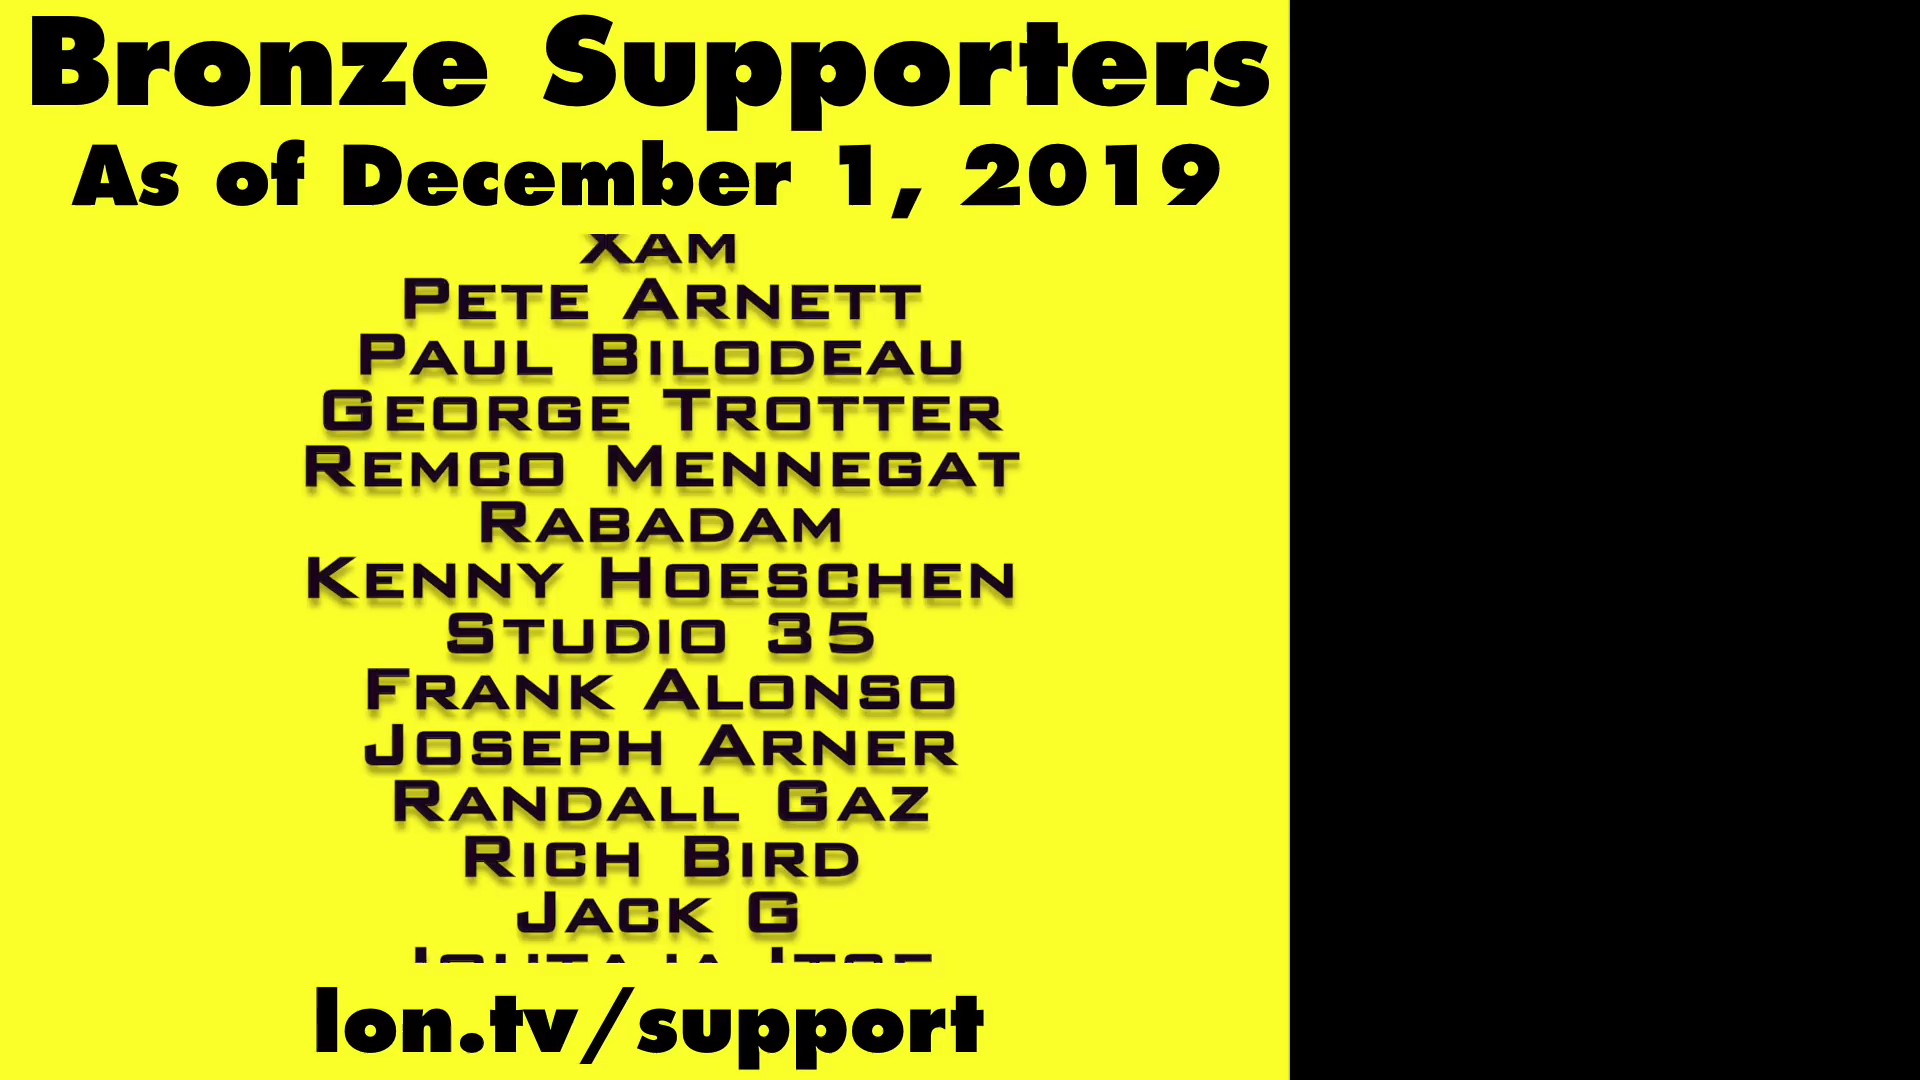 Bronze Supporters
As of December 1, 2019
XAM
PETE ARNETT
PAUL BILODEAU
GEORGE TROTTER
REMCO MENNEGAT
RABADAM
KENNY HOESCHEN
STUDIO 35
FRANK ALONSO
JOSEPH ARNER
RANDALL GAZ
RICH BIRD
JACK G
lon.tv/support